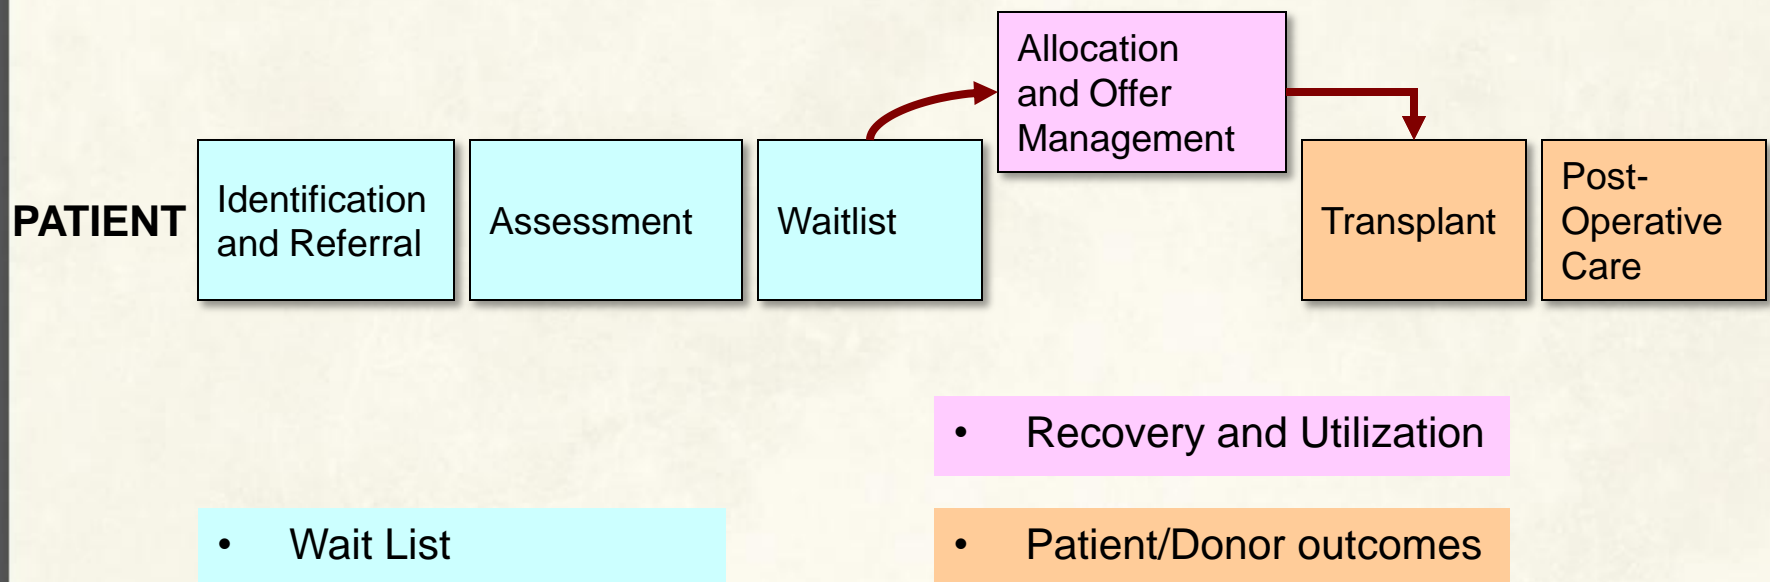 Allocation
and Offer
Management
PATIENT
Identification
and Referral
Assessment
Waitlist
Transplant
Post-
Operative
Care
• Recovery and Utilization
• Wait List
• Patient/Donor outcomes